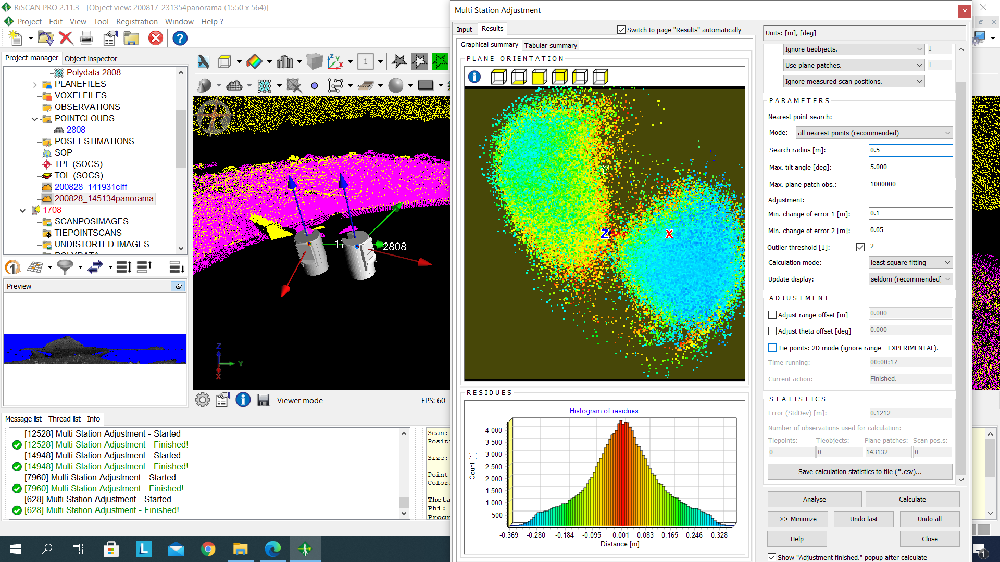 RiSCAN PRO 2.11.3 - [Object view: 200817_231354panorama (1550 x 564)]
Project Edit View Tool Registration Window Help ?
Project manager
Object inspector
Polydata 2808
PLANEFILES
VOXELFILES
OBSERVATIONS
POINTCLOUDS
2808
POSEESTIMATIONS
SOP
TPL (SOCS)
TOL (SOCS)
200828_141931clff
200828_145134panorama
1708
SCANPOSIMAGES
TIEPOINTSCANS
UNDISTORTED IMAGES
1
Preview
1
Z
Y
X
17
2808
Z
Y
X
Viewer mode
FPS: 60
Message list - Thread list - Info
[12528] Multi Station Adjustment - Started
[12528] Multi Station Adjustment - Finished!
[14948] Multi Station Adjustment - Started
[14948] Multi Station Adjustment - Finished!
[7960] Multi Station Adjustment - Started
[7960] Multi Station Adjustment - Finished!
[628] Multi Station Adjustment - Started
[628] Multi Station Adjustment - Finished!
Scan:
Positi
Size:
Point
Colore
Theta
Phi:
Progr
Multi Station Adjustment
Input
Results
Switch to page "Results" automatically
Graphical summary
Tabular summary
PLANE ORIENTATION
Y
Z
X
RESIDUES
Histogram of residues
Count [1]
4 000
3 500
3 000
2 500
2 000
1 500
1 000
500
-0.369 -0.280 -0.184 -0.095 0.001 0.083 0.165 0.246 0.328
Distance [m]
Units: [m], [deg]
Ignore tieobjects. 1
Use plane patches. 1
Ignore measured scan positions.
PARAMETERS
Nearest point search:
Mode: all nearest points (recommended)
Search radius [m]: 0.5
Max. tilt angle [deg]: 5.000
Max. plane patch obs.: 1000000
Adjustment:
Min. change of error 1 [m]: 0.1
Min. change of error 2 [m]: 0.05
Outlier threshold [1]: 2
Calculation mode: least square fitting
Update display: seldom (recommended)
ADJUSTMENT
Adjust range offset [m] 0.000
Adjust theta offset [deg] 0.000
Tie points: 2D mode (ignore range - EXPERIMENTAL).
Time running: 00:00:17
Current action: Finished.
STATISTICS
Error (StdDev) [m]: 0.1212
Number of observations used for calculation:
Tiepoints: Tieobjects: Plane patches: Scan pos.s:
0 0 143132 0
Save calculation statistics to file (*.csv)...
Analyse
Calculate
>> Minimize
Undo last
Undo all
Help
Close
Show "Adjustment finished." popup after calculate
L
1